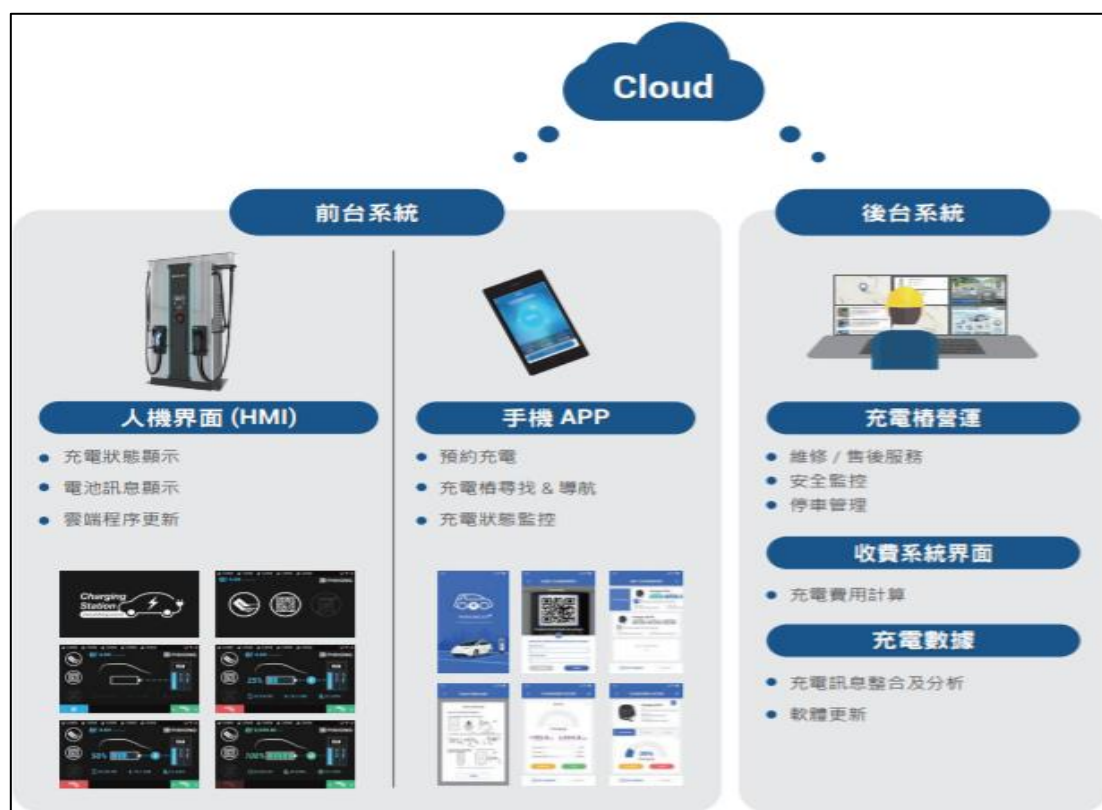 Cloud
前台系統
人機界面 (HMI)
充電狀態顯示
電池訊息顯示
雲端程序更新
Charging
Station
25%
50%
100%
手機 APP
預約充電
充電樁尋找 & 導航
充電狀態監控
後台系統
充電樁營運
維修 / 售後服務
安全監控
停車管理
收費系統界面
充電費用計算
充電數據
充電訊息整合及分析
軟體更新